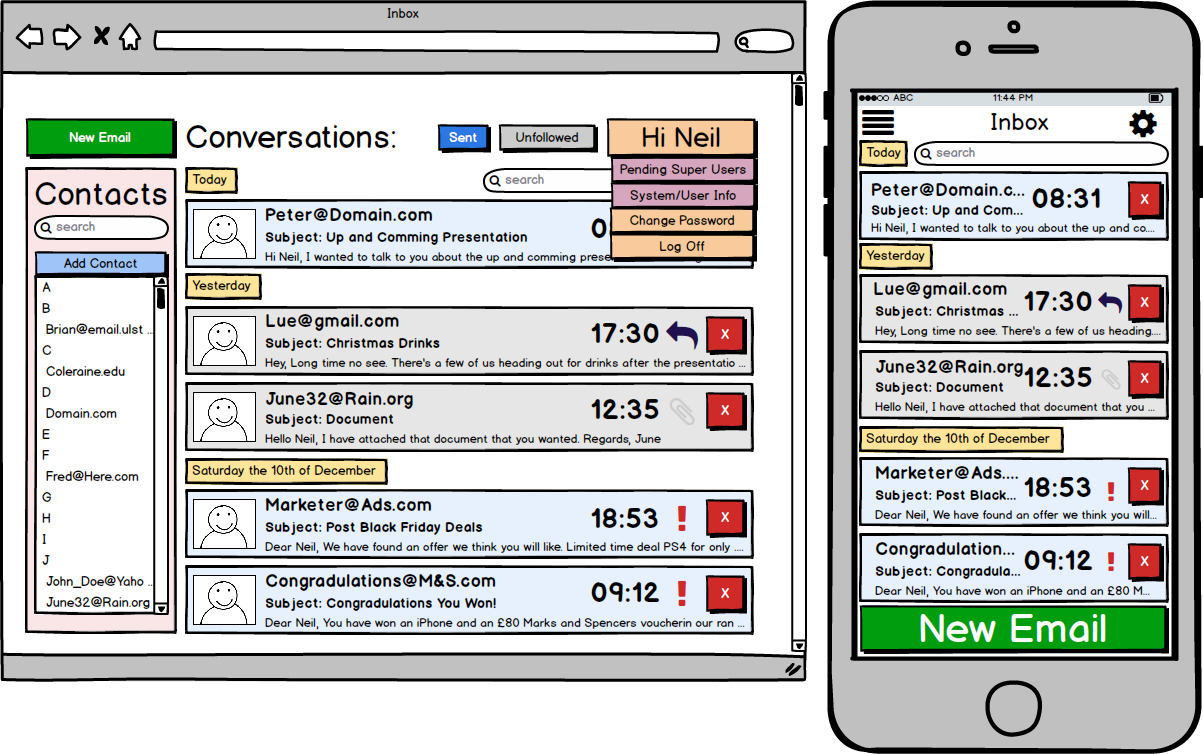 Inbox
New Email
Conversations:
Sent
Unfollowed
Hi Neil
Pending Super Users
System/User Info
Change Password
Log Off
Contacts
search
Add Contact
A
B
Brian@email.ulst ..
C
Coleraine.edu
D
Domain.com
E
F
Fred@Here.com
G
H
I
J
John_Doe@Yaho ..
June32@Rain.org
Today
search
Peter@Domain.com
Subject: Up and Comming Presentation
Hi Neil, I wanted to talk to you about the up and comming prese
Yesterday
Lue@gmail.com
17:30
X
Subject: Christmas Drinks
Hey, Long time no see. There's a few of us heading out for drinks after the presentatio ...
June32@Rain.org
12:35
X
Subject: Document
Hello Neil, I have attached that document that you wanted. Regards, June
Saturday the 10th of December
Marketer@Ads.com
18:53
!
X
Subject: Post Black Friday Deals
Dear Neil, We have found an offer we think you will like. Limited time deal PS4 for only ....
Congradulations@M&S.com
09:12
!
X
Subject: Congradulations You Won!
Dear Neil, You have won an iPhone and an £80 Marks and Spencers voucherin our ran ...
ABC
11:44 PM
Inbox
Today
search
Peter@Domain.c...
08:31
X
Subject: Up and Com...
Hi Neil, I wanted to talk to you about the up and co....
Yesterday
Lue@gmail.com
17:30
X
Subject: Christmas ...
Hey, Long time no see. There's a few of us heading....
June32@Rain.org
12:35
X
Subject: Document
Hello Neil, I have attached that document that you ...
Saturday the 10th of December
Marketer@Ads....
18:53
!
X
Subject: Post Black...
Dear Neil, We have found an offer we think you will...
Congradulation...
09:12
!
X
Subject: Congradula...
Dear Neil, You have won an iPhone and an £80 M...
New Email